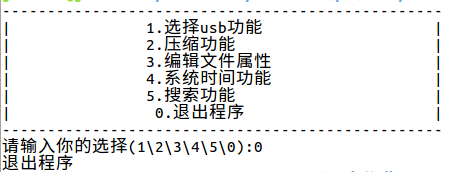 1.选择usb功能
2.压缩功能
3.编辑文件属性
4.系统时间功能
5.搜索功能
0.退出程序
请输入你的选择(1\2\3\4\5\0):0
退出程序